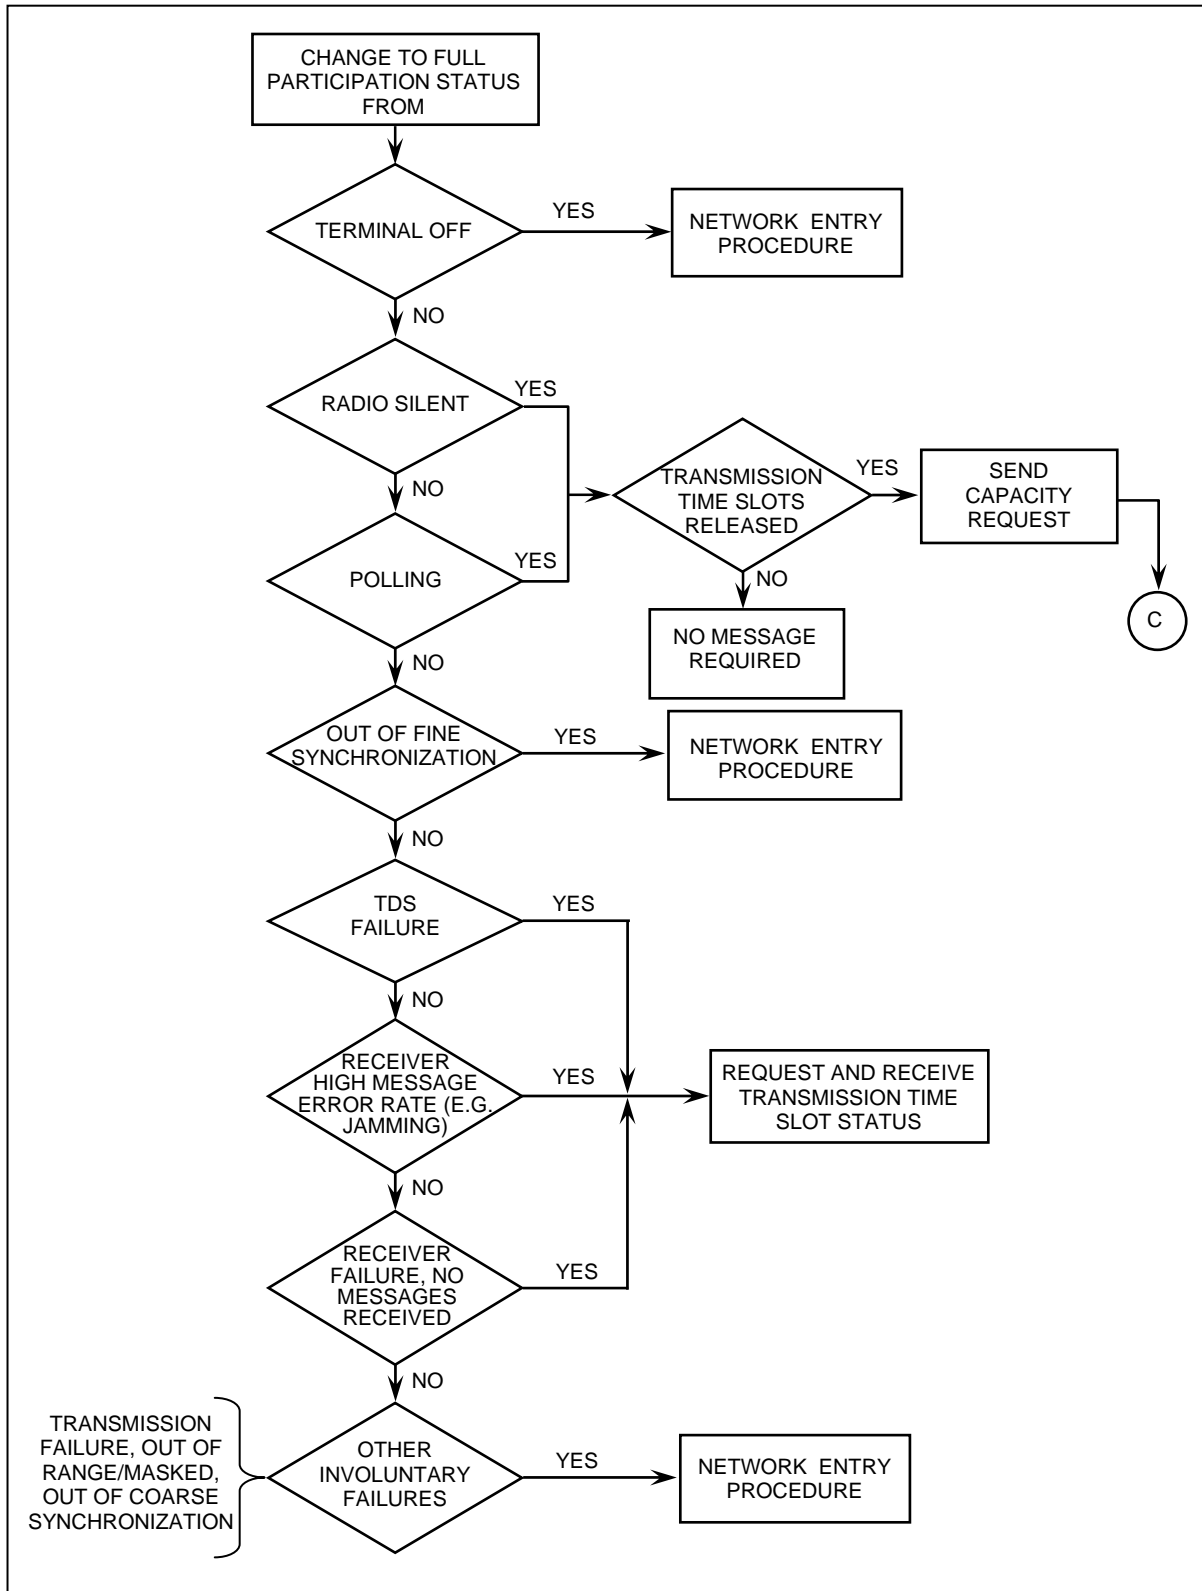 CHANGE TO FULL
PARTICIPATION STATUS
FROM
TERMINAL OFF
YES
NETWORK ENTRY
PROCEDURE
NO
RADIO SILENT
YES
NO
TRANSMISSION
TIME SLOTS
RELEASED
YES
SEND
CAPACITY
REQUEST
POLLING
YES
NO
NO MESSAGE
REQUIRED
C
NO
OUT OF FINE
SYNCHRONIZATION
YES
NETWORK ENTRY
PROCEDURE
NO
TDS
FAILURE
YES
NO
RECEIVER
HIGH MESSAGE
ERROR RATE (E.G.
JAMMING)
YES
REQUEST AND RECEIVE
TRANSMISSION TIME
SLOT STATUS
NO
RECEIVER
FAILURE, NO
MESSAGES
RECEIVED
YES
NO
TRANSMISSION
FAILURE, OUT OF
RANGE/MASKED,
OUT OF COARSE
SYNCHRONIZATION
OTHER
INVOLUNTARY
FAILURES
YES
NETWORK ENTRY
PROCEDURE